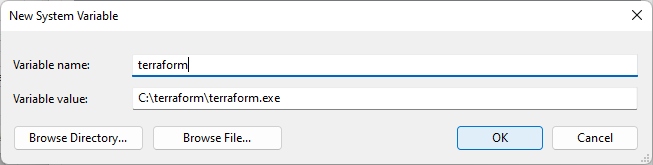 New System Variable
Variable name: terraform
Variable value: C:\terraform\terraform.exe
Browse Directory... Browse File... OK Cancel